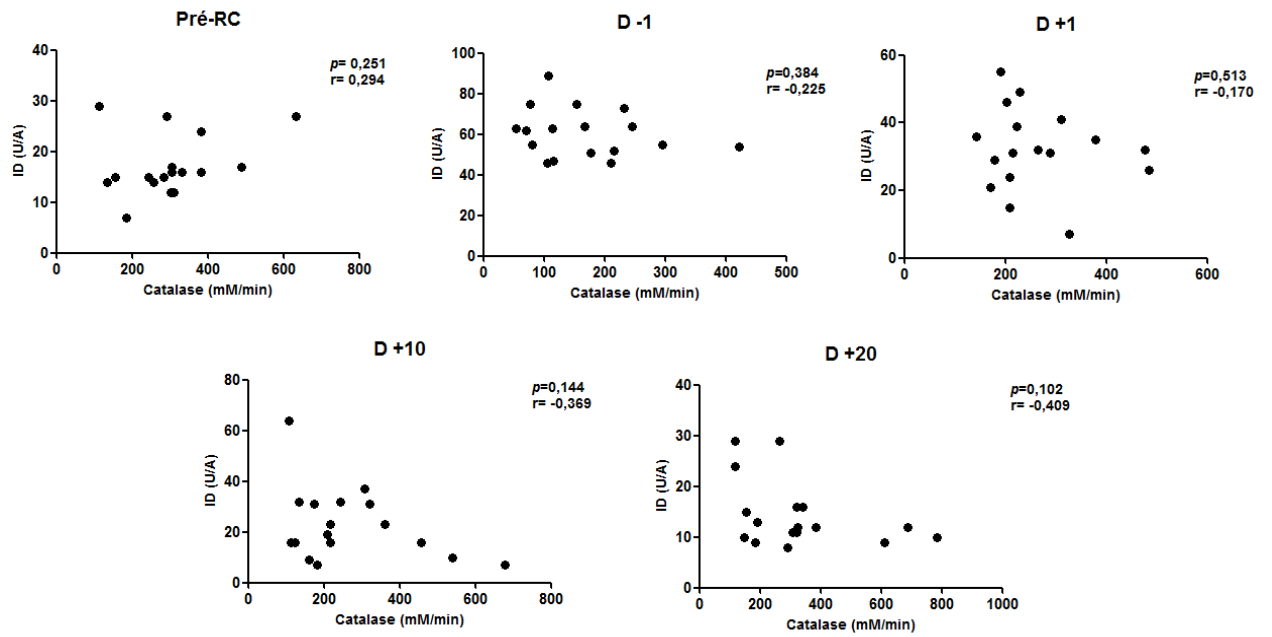 Pré-RC
p= 0,251
r= 0,294
40
30
20
10
0
ID (U/A)
0 200 400 600 800
Catalase (mM/min)
D -1
p=0,384
r= -0,225
100
80
60
40
20
0
ID (U/A)
0 100 200 300 400 500
Catalase (mM/min)
D +1
p=0,513
r= -0,170
60
40
20
0
ID (U/A)
0 200 400 600
Catalase (mM/min)
D +10
p=0,144
r= -0,369
80
60
40
20
0
ID (U/A)
0 200 400 600 800
Catalase (mM/min)
D +20
p=0,102
r= -0,409
40
30
20
10
0
ID (U/A)
0 200 400 600 800 1000
Catalase (mM/min)